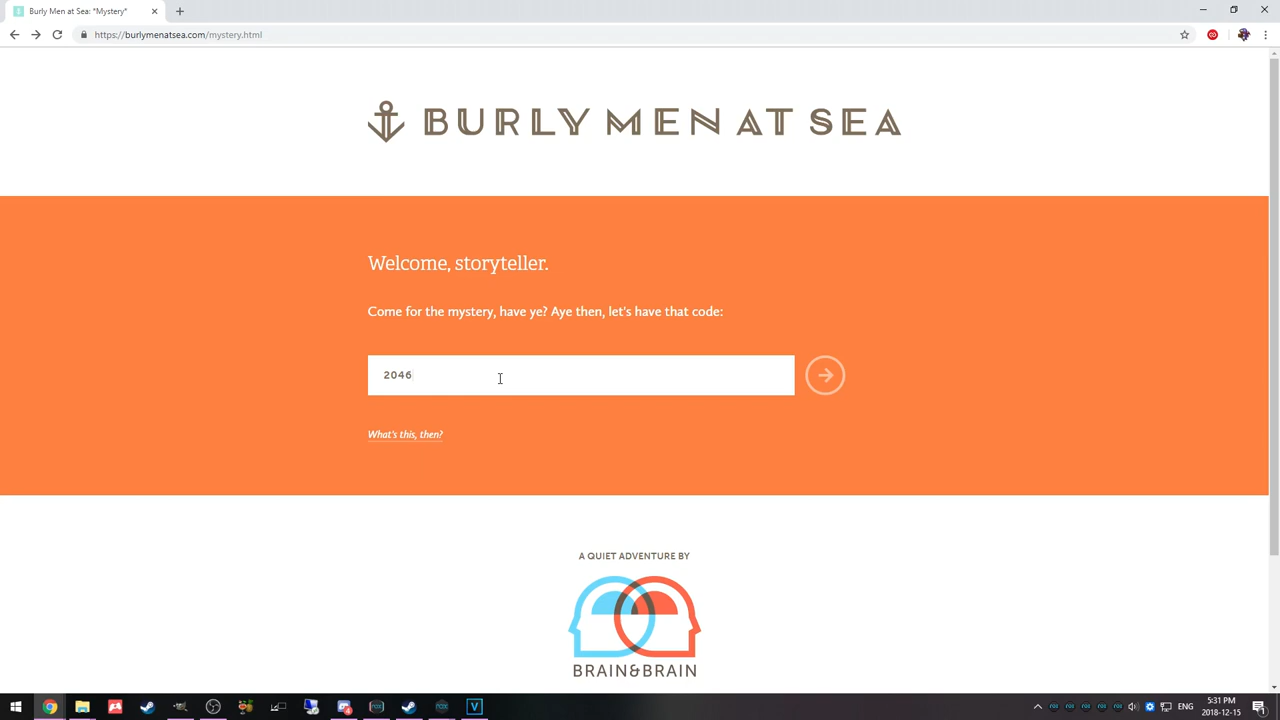 Burly Men at Sea: "Mystery"
https://burlymenatsea.com/mystery.html
BURLY MEN AT SEA
Welcome, storyteller.
Come for the mystery, have ye? Aye then, let's have that code:
2046
What's this, then?
A QUIET ADVENTURE BY
BRAIN&BRAIN
ENG
5:31 PM
2018-12-15